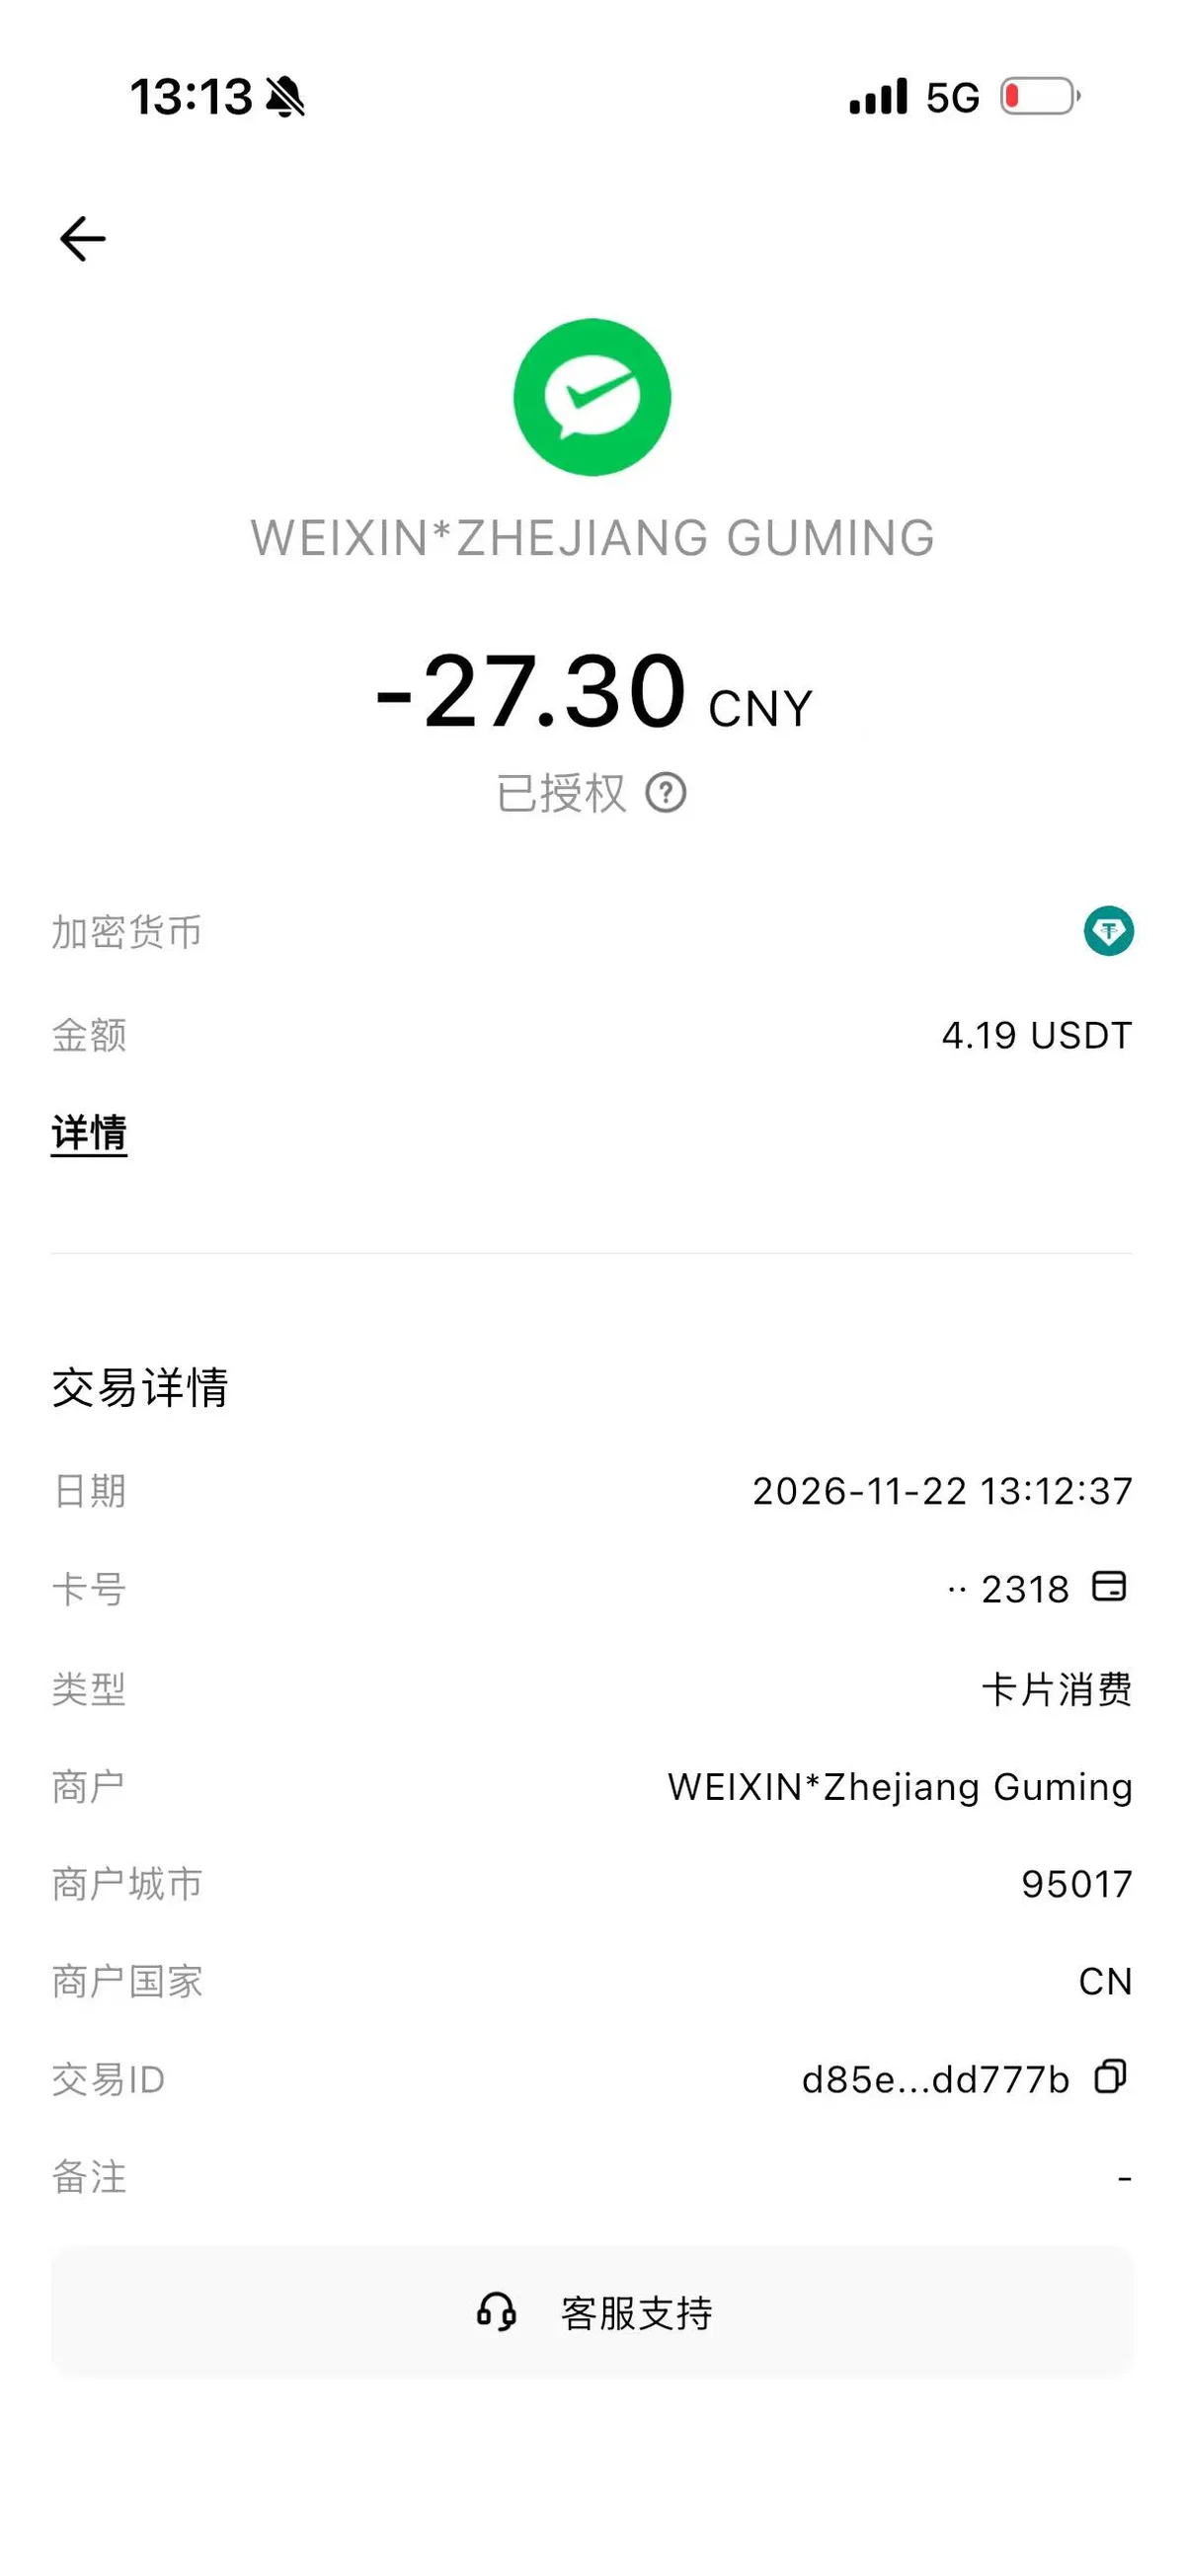 13:13 5G
WEIXIN*ZHEJIANG GUMING
-27.30 CNY
已授权 ?
加密货币
金额 4.19 USDT
详情
交易详情
日期 2026-11-22 13:12:37
卡号 ·· 2318
类型 卡片消费
商户 WEIXIN*Zhejiang Guming
商户城市 95017
商户国家 CN
交易ID d85e...dd777b
备注 -
客服支持